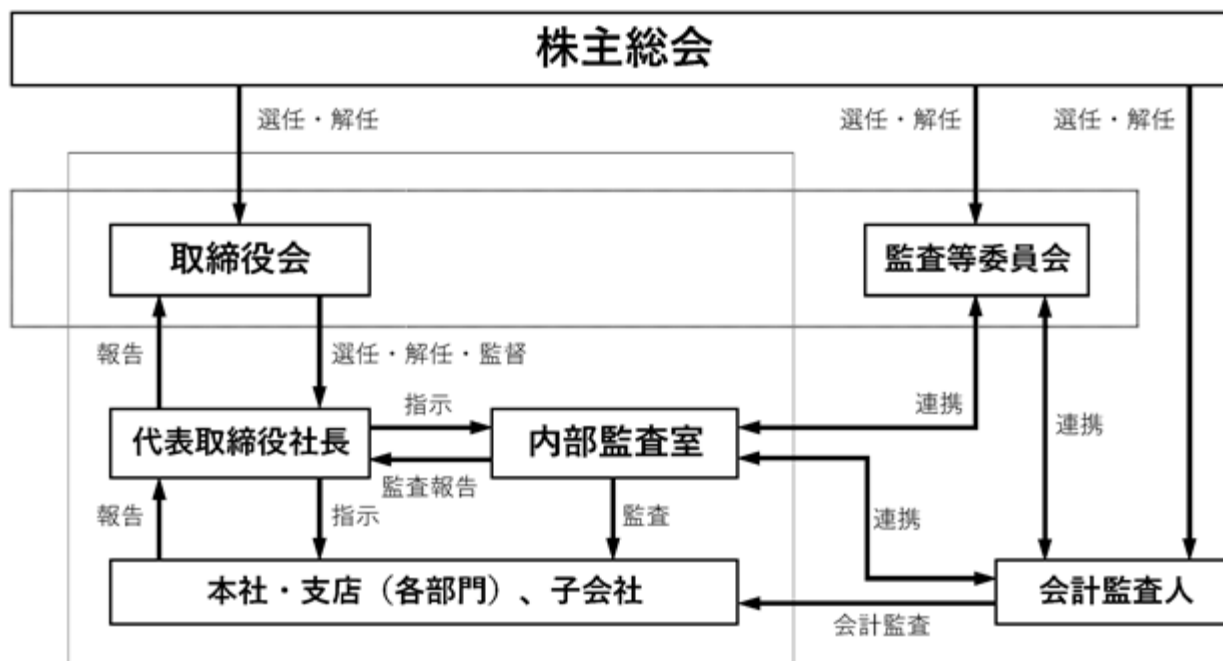 株主総会
選任・解任
選任・解任
選任・解任
取締役会
監査等委員会
報告
選任・解任・監督
指示
連携
連携
代表取締役社長
内部監査室
監査報告
報告
指示
監査
連携
本社・支店（各部門）、子会社
会計監査人
会計監査